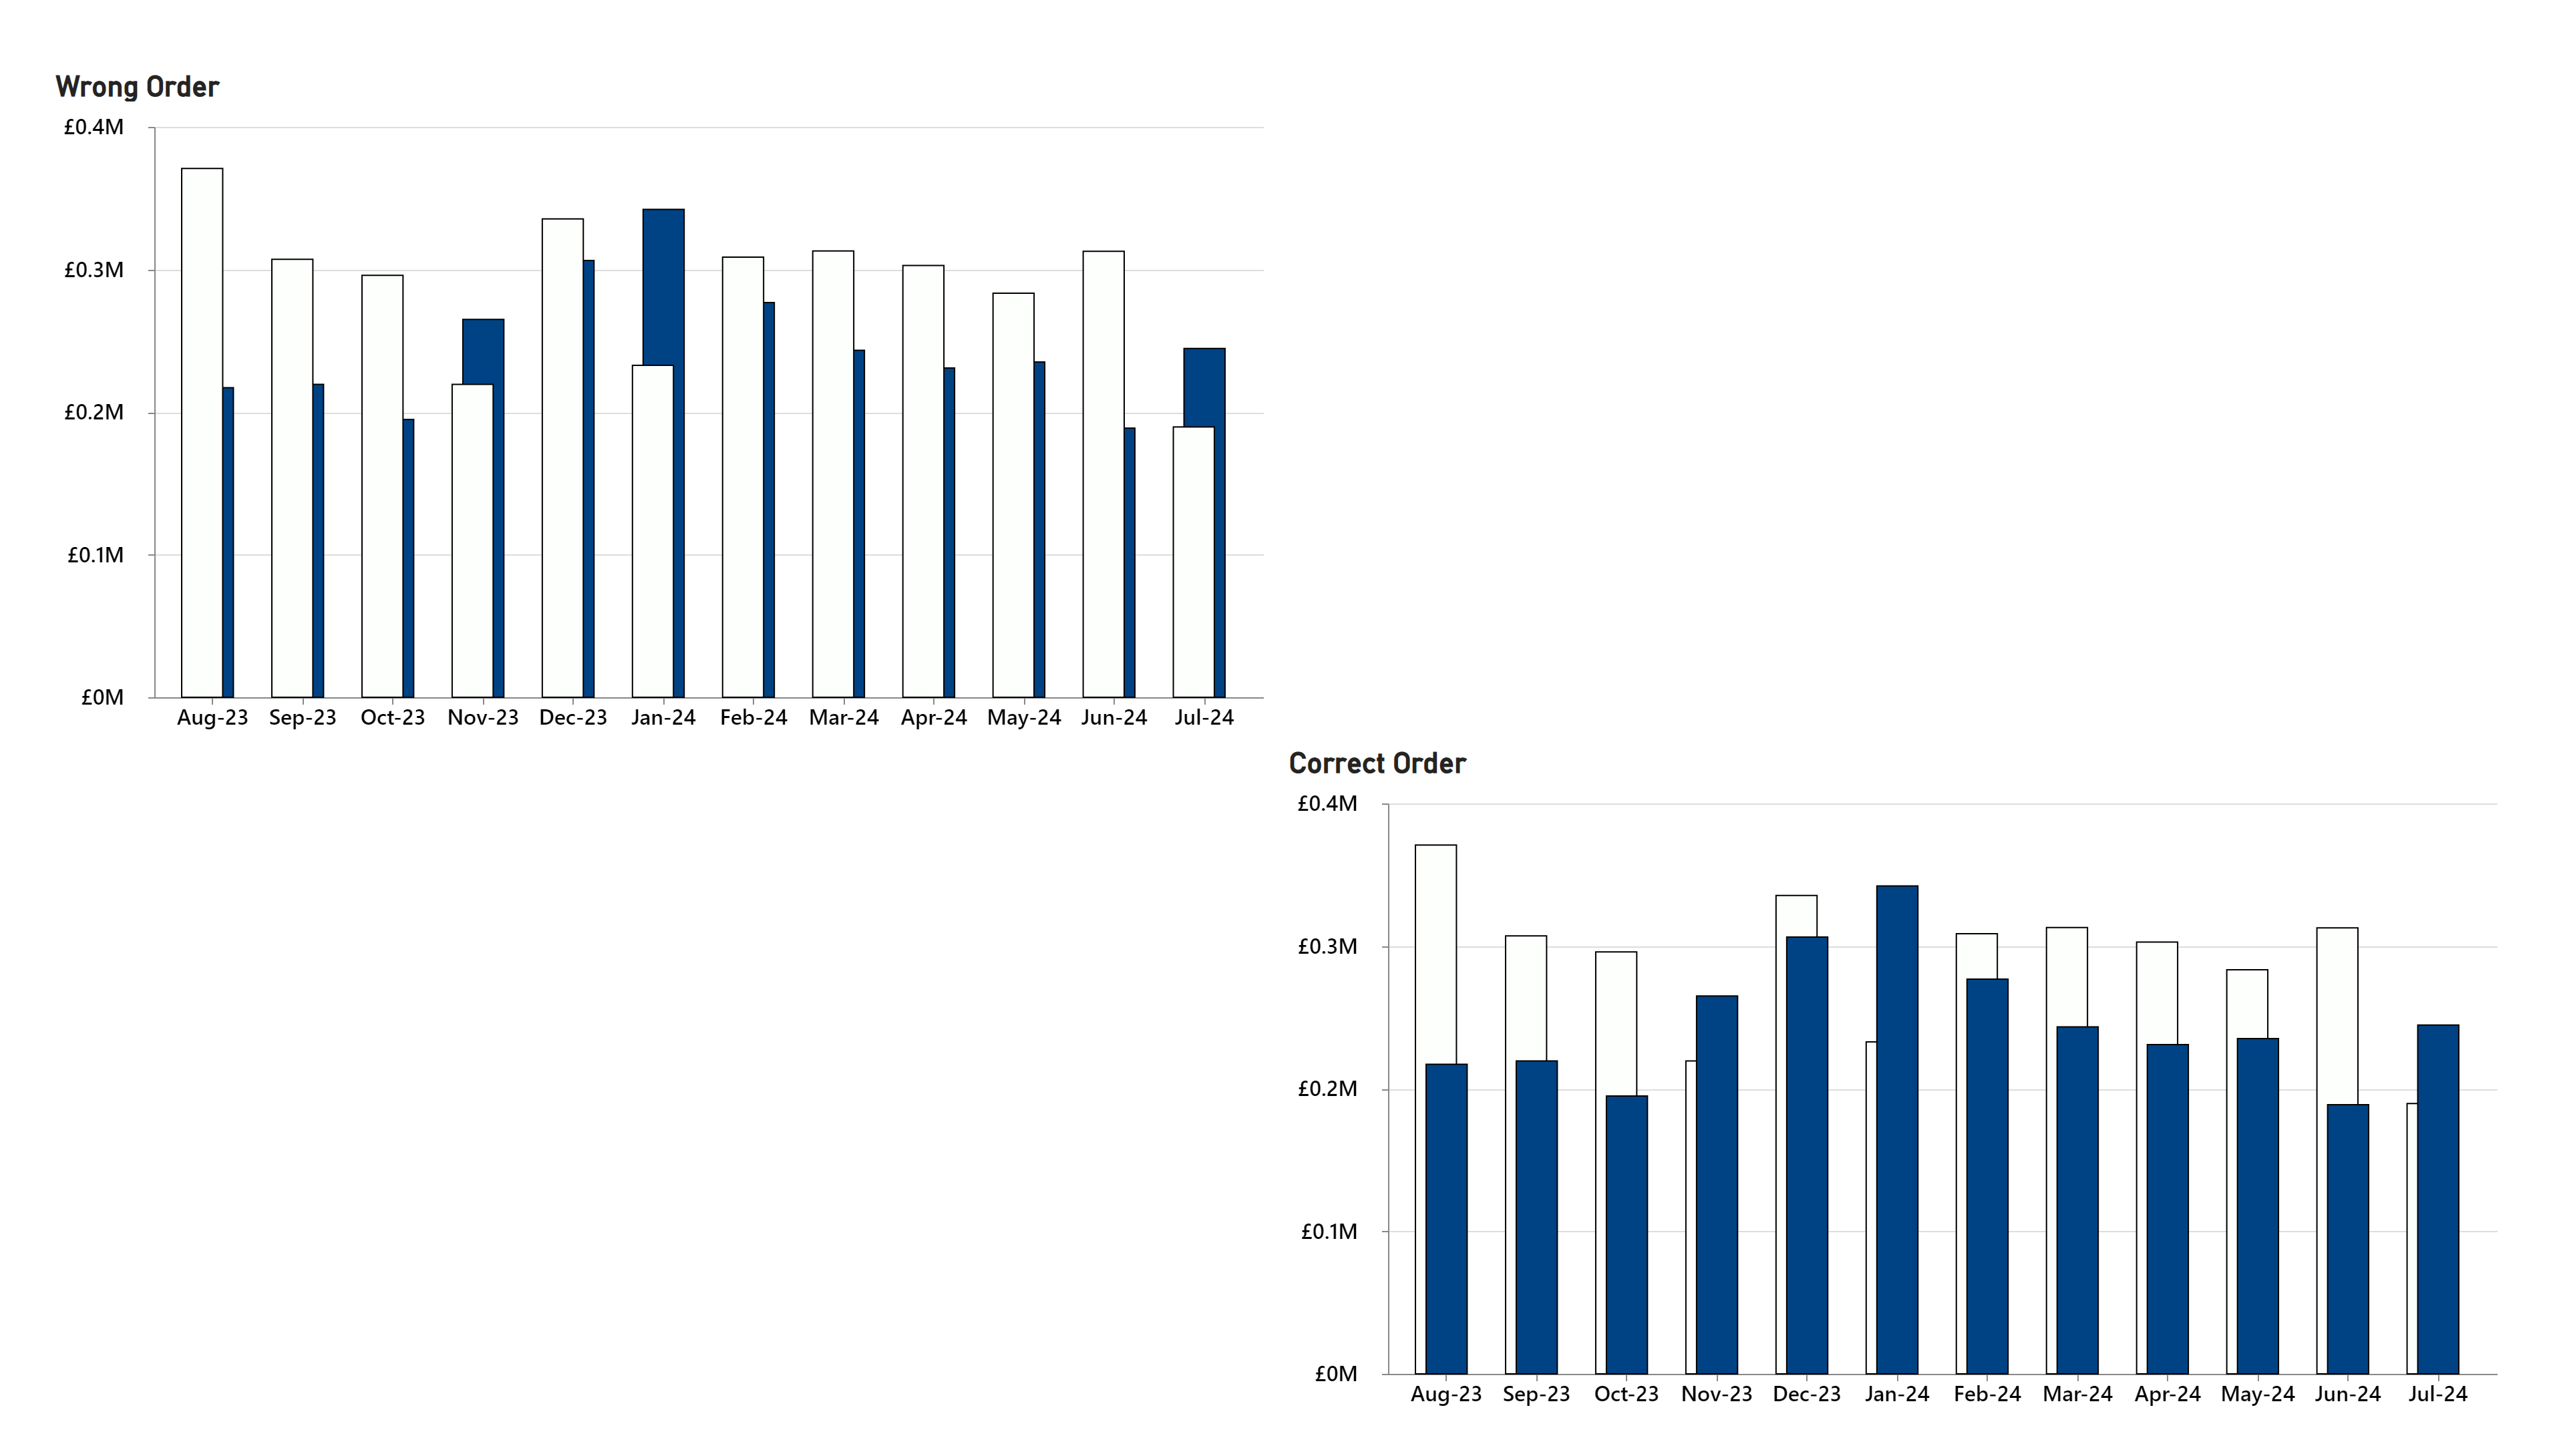 Wrong Order
£0.4M
£0.3M
£0.2M
£0.1M
£0M
Aug-23 Sep-23 Oct-23 Nov-23 Dec-23 Jan-24 Feb-24 Mar-24 Apr-24 May-24 Jun-24 Jul-24
Correct Order
£0.4M
£0.3M
£0.2M
£0.1M
£0M
Aug-23 Sep-23 Oct-23 Nov-23 Dec-23 Jan-24 Feb-24 Mar-24 Apr-24 May-24 Jun-24 Jul-24